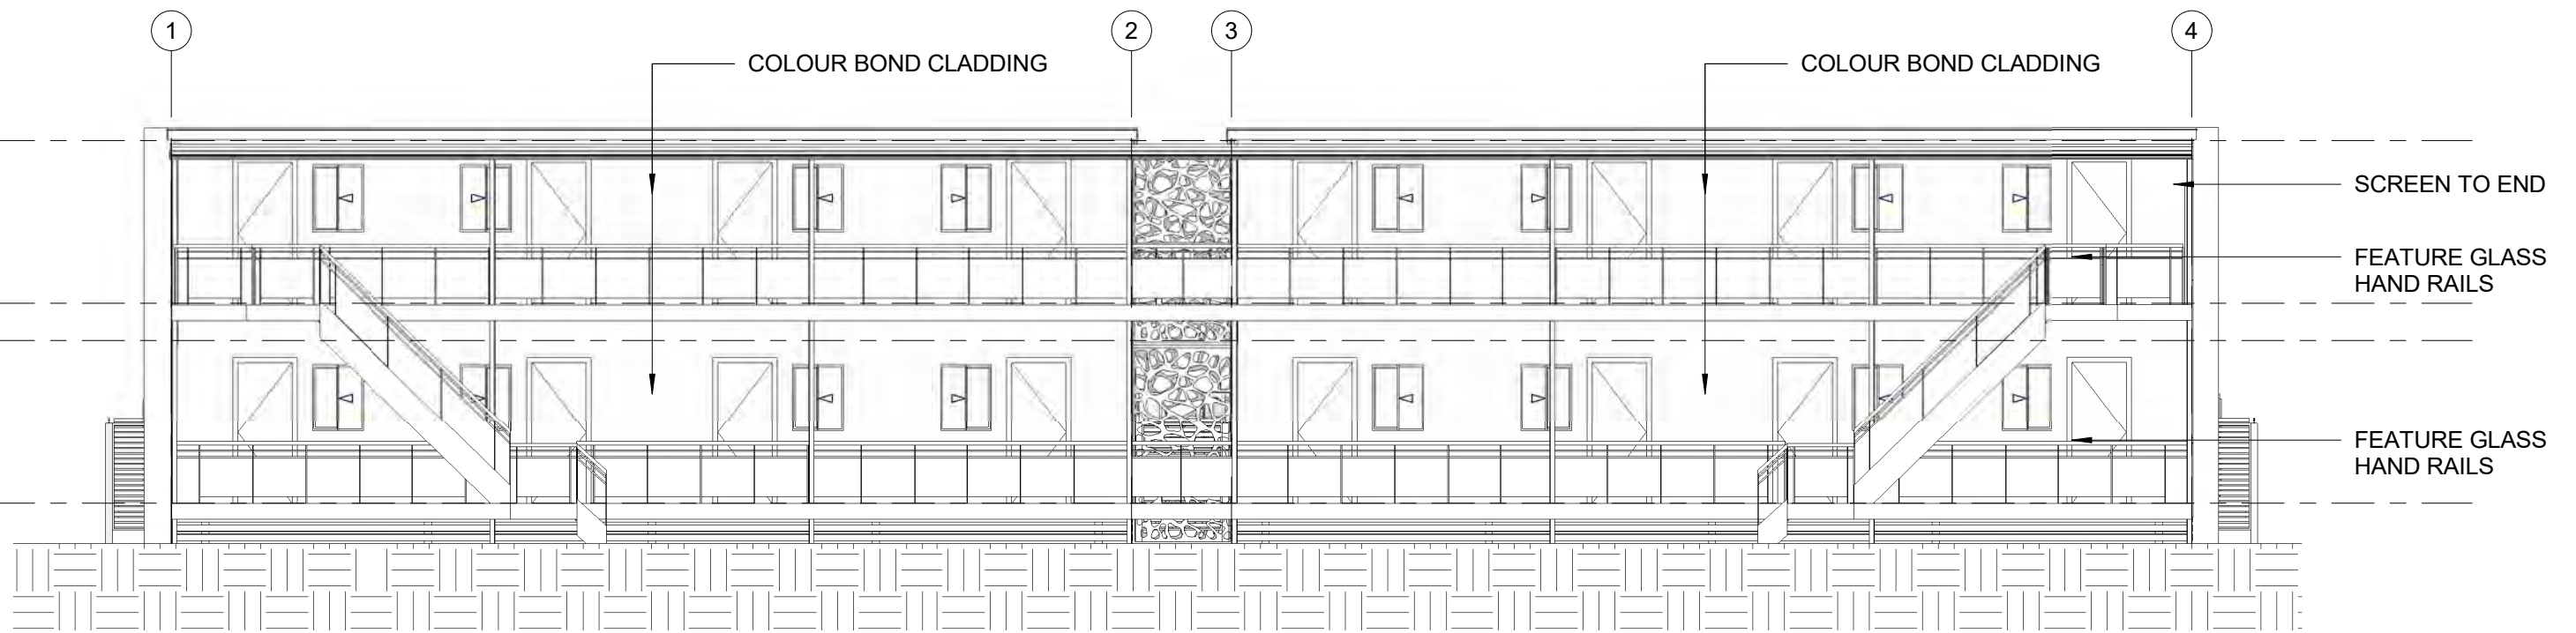 1
2
3
4
COLOUR BOND CLADDING
COLOUR BOND CLADDING
SCREEN TO END
FEATURE GLASS
HAND RAILS
FEATURE GLASS
HAND RAILS